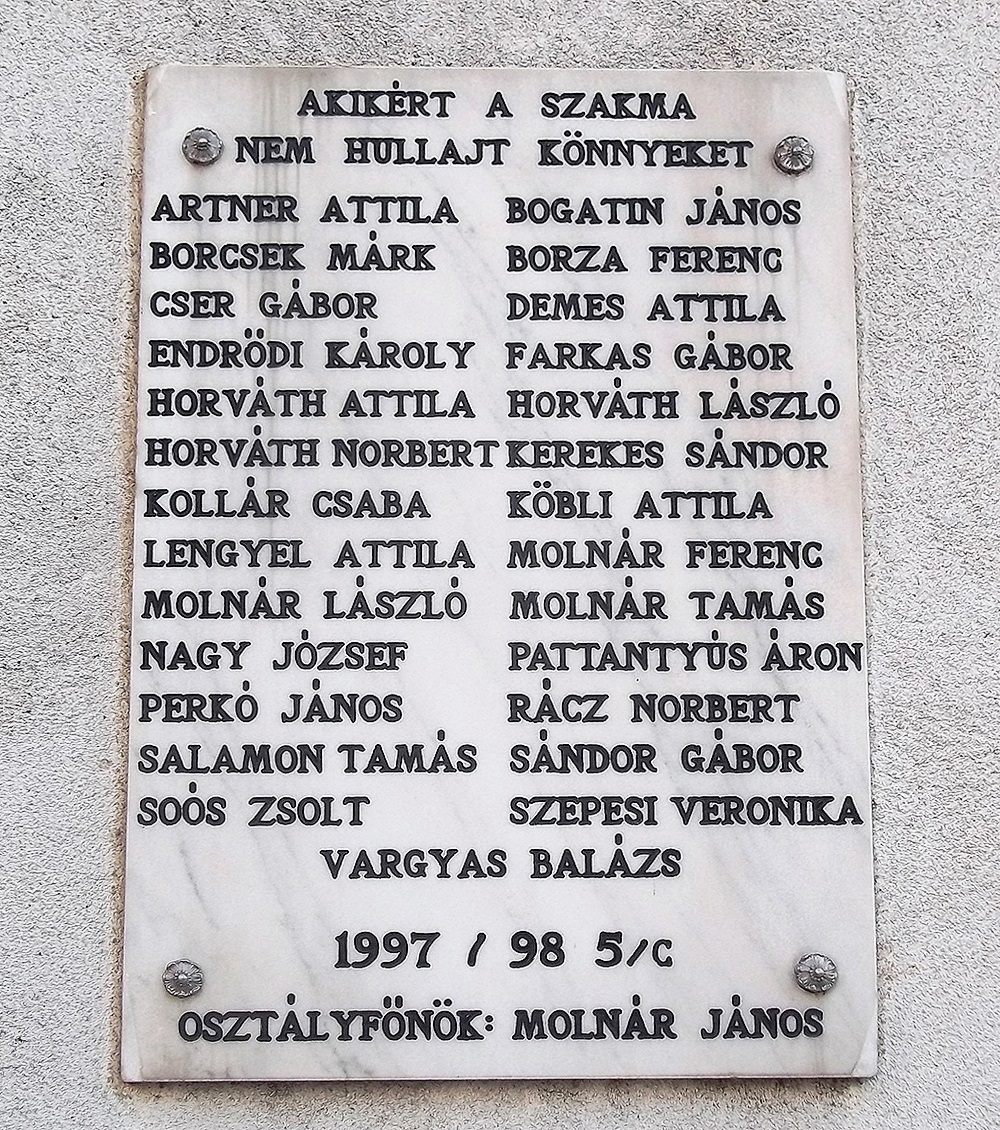 AKIKÉRT A SZAKMA
NEM HULLAJT KÖNNYEKET
ARTNER ATTILA BOGATIN JÁNOS
BORCSEK MÁRK BORZA FERENC
CSER GÁBOR DEMES ATTILA
ENDRÖDI KÁROLY FARKAS GÁBOR
HORVÁTH ATTILA HORVÁTH LÁSZLÓ
HORVÁTH NORBERT KEREKES SÁNDOR
KOLLÁR CSABA KÖBLI ATTILA
LENGYEL ATTILA MOLNÁR FERENC
MOLNÁR LÁSZLÓ MOLNÁR TAMÁS
NAGY JÓZSEF PATTANTYÚS ÁRON
PERKÓ JÁNOS RÁCZ NORBERT
SALAMON TAMÁS SÁNDOR GÁBOR
SOÓS ZSOLT SZEPESI VERONIKA
VARGYAS BALÁZS
1997 / 98 5/C
OSZTÁLYFÖNÖK: MOLNÁR JÁNOS